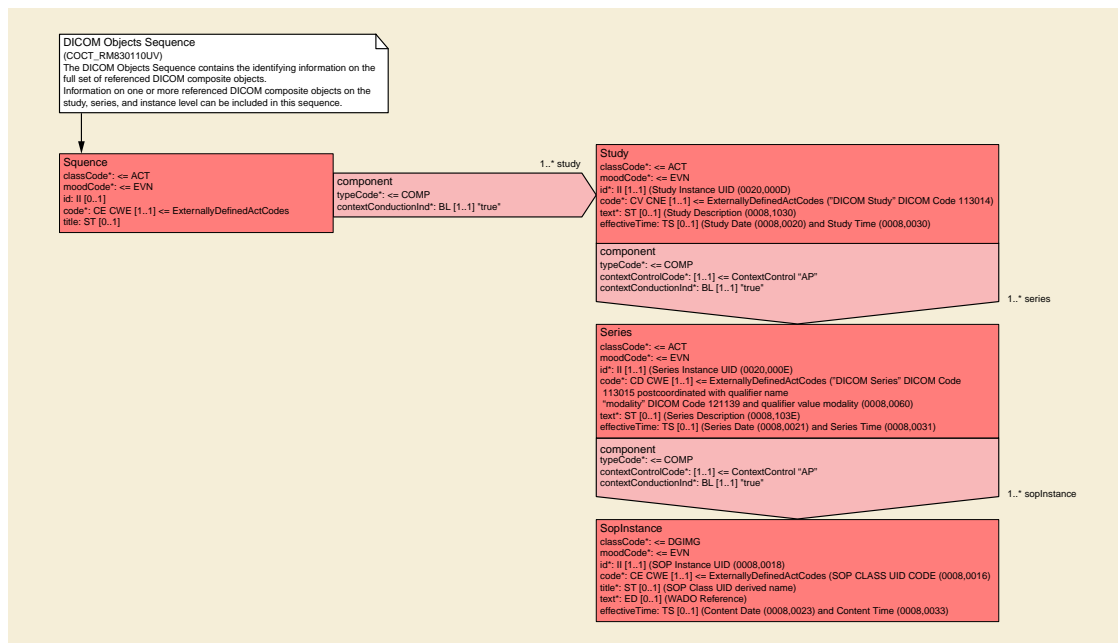 DICOM Objects Sequence
(COCT_RM830110UV)
The DICOM Objects Sequence contains the identifying information on the
full set of referenced DICOM composite objects.
Information on one or more referenced DICOM composite objects on the
study, series, and instance level can be included in this sequence.
Squence
classCode*: <= ACT
moodCode*: <= EVN
id: II [0..1]
code*: CE CWE [1..1] <= ExternallyDefinedActCodes
title: ST [0..1]
1..* study
component
typeCode*: <= COMP
contextConductionInd*: BL [1..1] "true"
Study
classCode*: <= ACT
moodCode*: <= EVN
id*: II [1..1] (Study Instance UID (0020,000D)
code*: CV CNE [1..1] <= ExternallyDefinedActCodes ("DICOM Study" DICOM Code 113014)
text*: ST [0..1] (Study Description (0008,1030)
effectiveTime: TS [0..1] (Study Date (0008,0020) and Study Time (0008,0030)
component
typeCode*: <= COMP
contextControlCode*: [1..1] <= ContextControl “AP”
contextConductionInd*: BL [1..1] "true"
1..* series
Series
classCode*: <= ACT
moodCode*: <= EVN
id*: II [1..1] (Series Instance UID (0020,000E)
code*: CD CWE [1..1] <= ExternallyDefinedActCodes ("DICOM Series" DICOM Code
113015 postcoordinated with qualifier name
“modality” DICOM Code 121139 and qualifier value modality (0008,0060)
text*: ST [0..1] (Series Description (0008,103E)
effectiveTime: TS [0..1] (Series Date (0008,0021) and Series Time (0008,0031)
component
typeCode*: <= COMP
contextControlCode*: [1..1] <= ContextControl “AP”
contextConductionInd*: BL [1..1] "true"
1..* sopInstance
SopInstance
classCode*: <= DGIMG
moodCode*: <= EVN
id*: II [1..1] (SOP Instance UID (0008,0018)
code*: CE CWE [1..1] <= ExternallyDefinedActCodes (SOP CLASS UID CODE (0008,0016)
title*: ST [0..1] (SOP Class UID derived name)
text*: ED [0..1] (WADO Reference)
effectiveTime: TS [0..1] (Content Date (0008,0023) and Content Time (0008,0033)